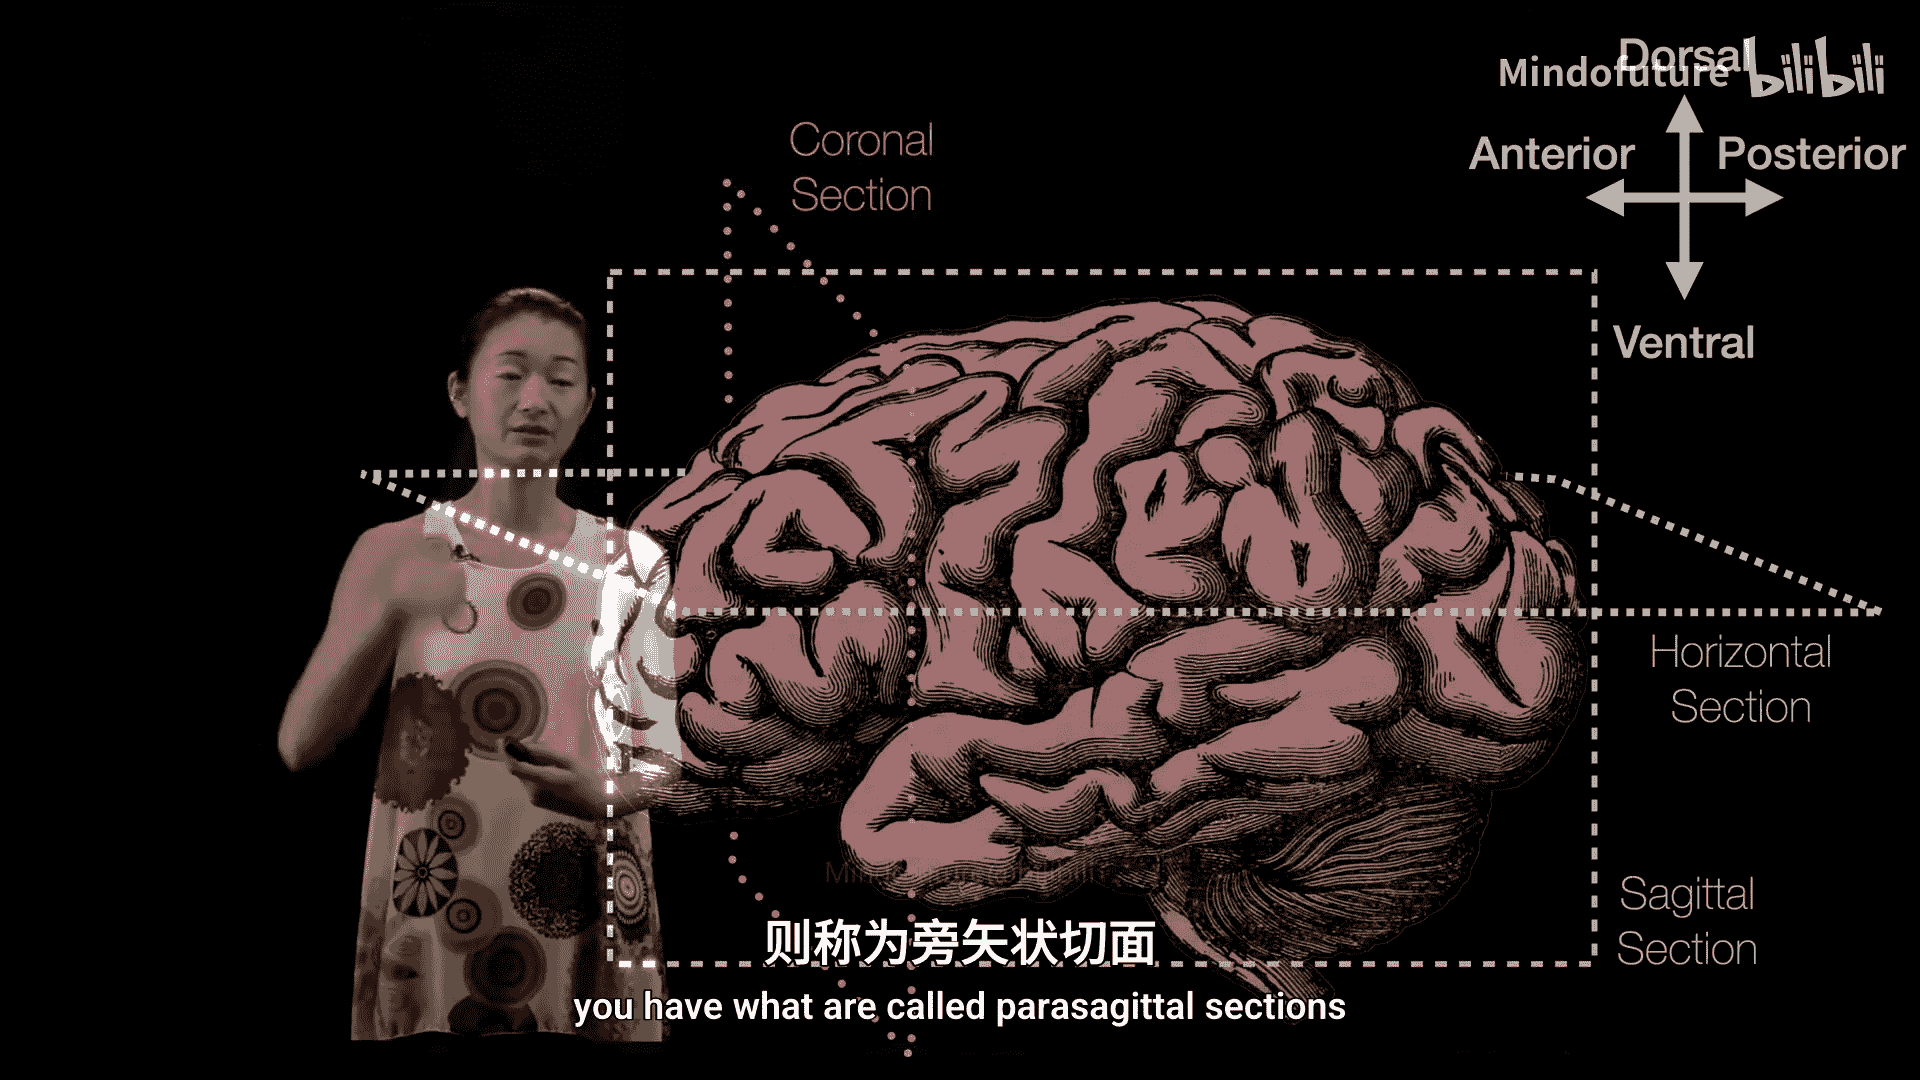 Dorsal
Mindofuture bilibili
Anterior Posterior
Ventral
Coronal
Section
Horizontal
Section
Sagittal
Section
则称为旁矢状切面
you have what are called parasagittal sections